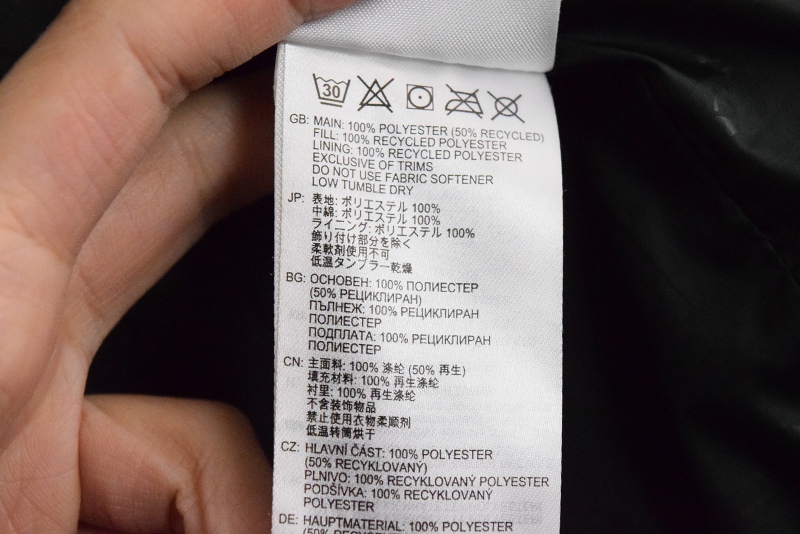 30
GB: MAIN: 100% POLYESTER (50% RECYCLED)
FILL: 100% RECYCLED POLYESTER
LINING: 100% RECYCLED POLYESTER
EXCLUSIVE OF TRIMS
DO NOT USE FABRIC SOFTENER
LOW TUMBLE DRY
JP: 表地: ポリエステル 100%
中綿: ポリエステル 100%
ライニング: ポリエステル 100%
飾り付け部分を除く
柔軟剤使用不可
低温タンブラー乾燥
BG: ОСНОВЕН: 100% ПОЛИЕСТЕР
(50% РЕЦИКЛИРАН)
ПЪЛНЕЖ: 100% РЕЦИКЛИРАН
ПОЛИЕСТЕР
ПОДПЛАТА: 100% РЕЦИКЛИРАН
ПОЛИЕСТЕР
CN: 主面料: 100% 涤纶 (50% 再生)
填充材料: 100% 再生涤纶
衬里: 100% 再生涤纶
不含装饰物品
禁止使用衣物柔顺剂
低温转筒烘干
CZ: HLAVNÍ ČÁST: 100% POLYESTER
(50% RECYKLOVANÝ)
PLNIVO: 100% RECYKLOVANÝ POLYESTER
PODŠÍVKA: 100% RECYKLOVANÝ
POLYESTER
DE: HAUPTMATERIAL: 100% POLYESTER
(50%